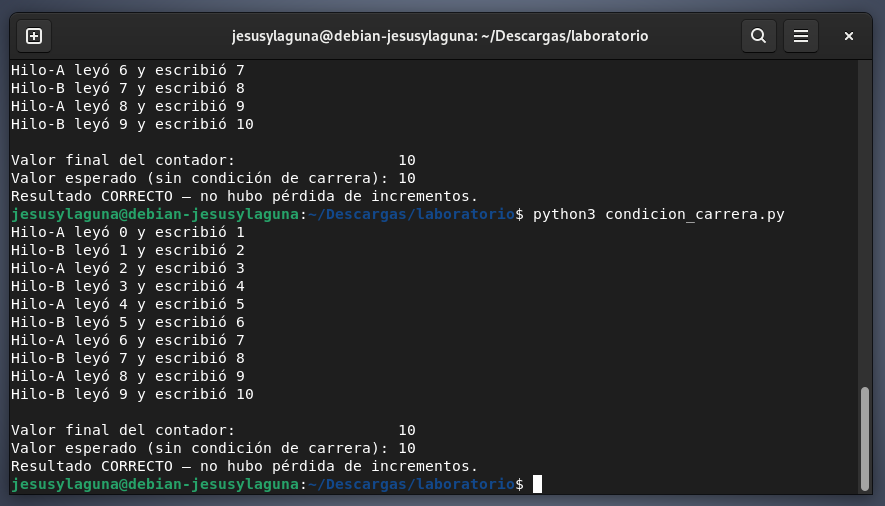 jesusylaguna@debian-jesusylaguna: ~/Descargas/laboratorio
Hilo-A leyó 6 y escribió 7
Hilo-B leyó 7 y escribió 8
Hilo-A leyó 8 y escribió 9
Hilo-B leyó 9 y escribió 10
Valor final del contador:                  10
Valor esperado (sin condición de carrera): 10
Resultado CORRECTO — no hubo pérdida de incrementos.
jesusylaguna@debian-jesusylaguna:~/Descargas/laboratorio$ python3 condicion_carrera.py
Hilo-A leyó 0 y escribió 1
Hilo-B leyó 1 y escribió 2
Hilo-A leyó 2 y escribió 3
Hilo-B leyó 3 y escribió 4
Hilo-A leyó 4 y escribió 5
Hilo-B leyó 5 y escribió 6
Hilo-A leyó 6 y escribió 7
Hilo-B leyó 7 y escribió 8
Hilo-A leyó 8 y escribió 9
Hilo-B leyó 9 y escribió 10
Valor final del contador:                  10
Valor esperado (sin condición de carrera): 10
Resultado CORRECTO — no hubo pérdida de incrementos.
jesusylaguna@debian-jesusylaguna:~/Descargas/laboratorio$